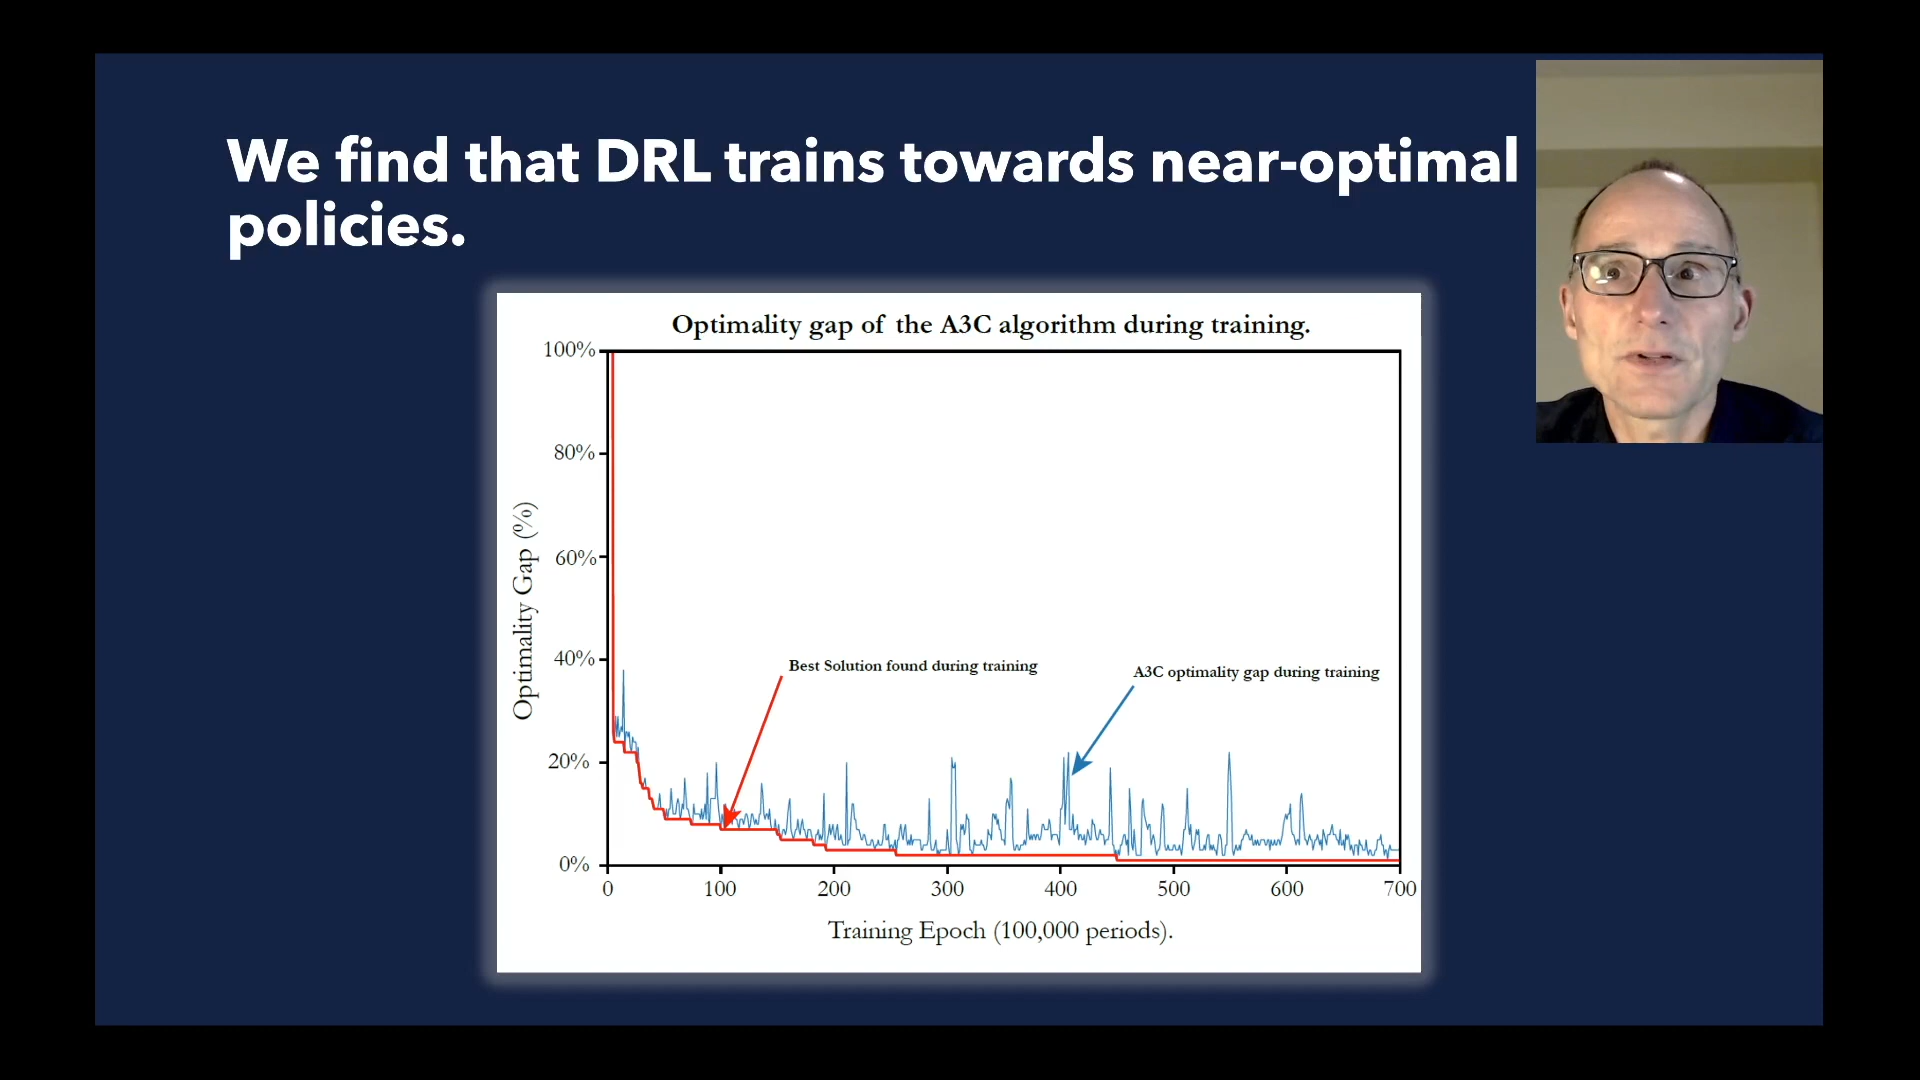 We find that DRL trains towards near-optimal
policies.
Optimality gap of the A3C algorithm during training.
100%
80%
60%
40%
20%
0%
Optimality Gap (%)
Best Solution found during training
A3C optimality gap during training
0 100 200 300 400 500 600 700
Training Epoch (100,000 periods).